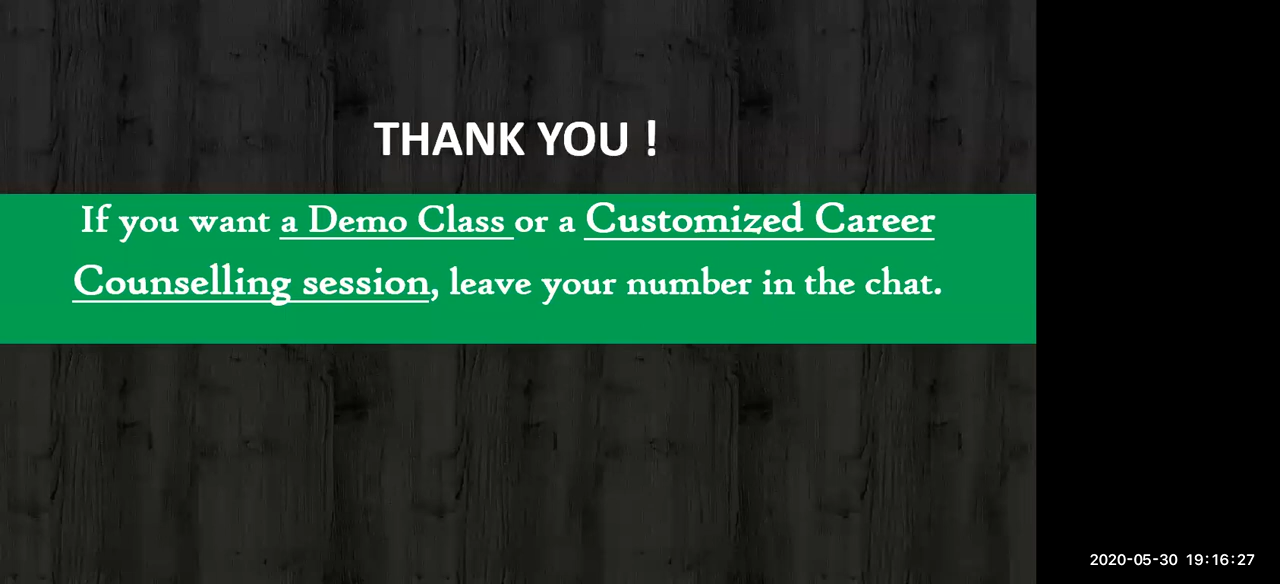 THANK YOU !
If you want a Demo Class or a Customized Career
Counselling session, leave your number in the chat.
2020-05-30 19:16:27